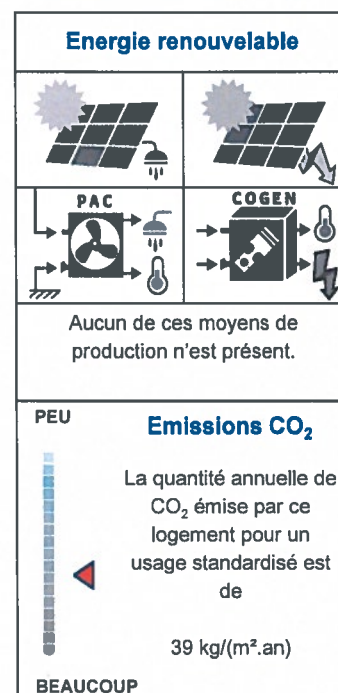 Energie renouvelable
PAC
COGEN
Aucun de ces moyens de
production n'est présent.
PEU
Emissions CO₂
La quantité annuelle de
CO₂ émise par ce
logement pour un
usage standardisé est
de
39 kg/(m².an)
BEAUCOUP